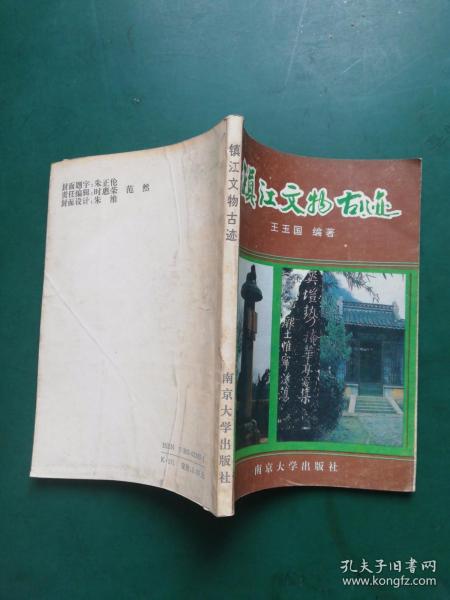 封面题字：朱正伦
责任编辑：时惠荣 范然
封面设计：朱维
镇江文物古迹
南京大学出版社
镇江文物古迹
王玉国 编著
南京大学出版社
孔夫子旧书网
www.kongfz.com